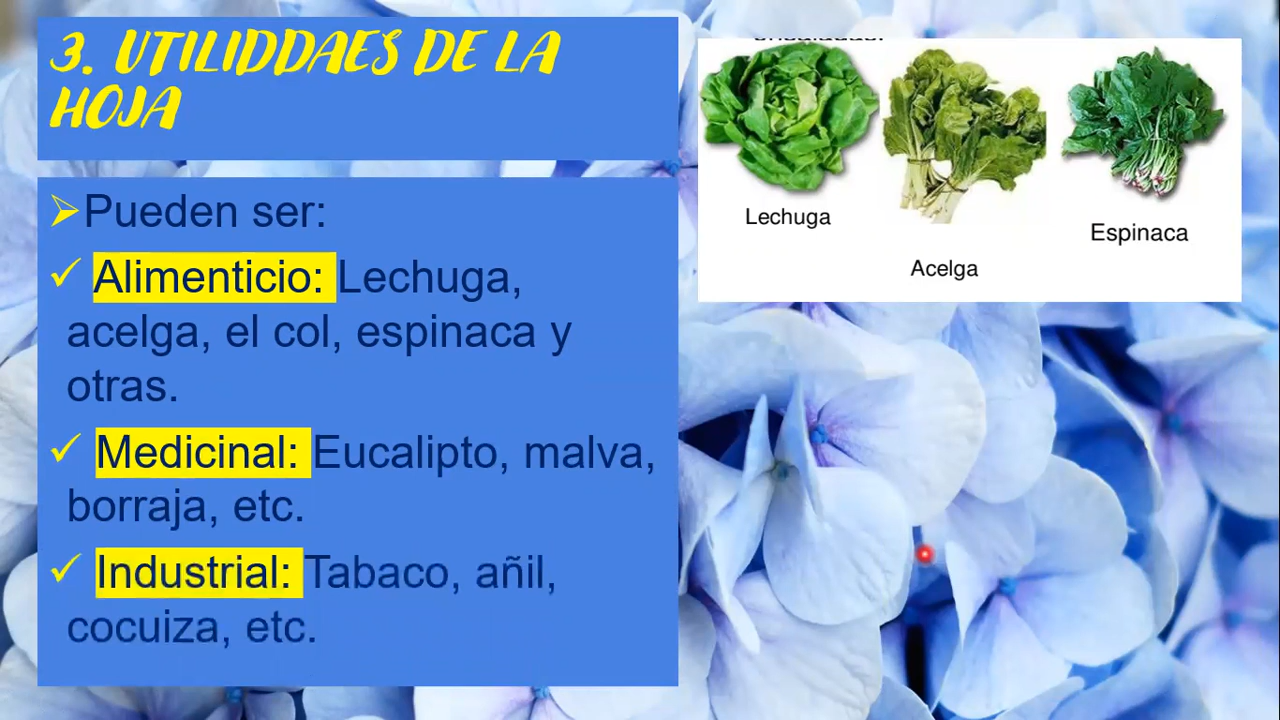 3. UTILIDDAES DE LA
HOJA
Pueden ser:
Alimenticio: Lechuga,
acelga, el col, espinaca y
otras.
Medicinal: Eucalipto, malva,
borraja, etc.
Industrial: Tabaco, añil,
cocuiza, etc.
Lechuga
Espinaca
Acelga